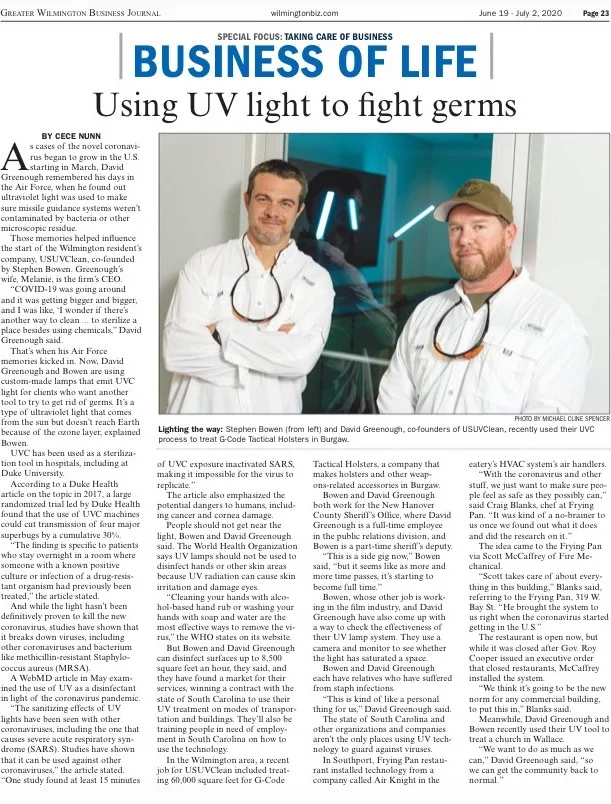 GREATER WILMINGTON BUSINESS JOURNAL
wilmingtonbiz.com
June 19 - July 2, 2020
Page 23
SPECIAL FOCUS: TAKING CARE OF BUSINESS
BUSINESS OF LIFE
Using UV light to fight germs
BY CECE NUNN
As cases of the novel coronavi-
rus began to grow in the U.S.
starting in March, David
Greenough remembered his days in
the Air Force, when he found out
ultraviolet light was used to make
sure missile guidance systems weren't
contaminated by bacteria or other
microscopic residue.
Those memories helped influence
the start of the Wilmington resident's
company, USUVClean, co-founded
by Stephen Bowen. Greenough's
wife, Melanie, is the firm's CEO.
"COVID-19 was going around
and it was getting bigger and bigger,
and I was like, 'I wonder if there's
another way to clean ... to sterilize a
place besides using chemicals," David
Greenough said.
That's when his Air Force
memories kicked in. Now, David
Greenough and Bowen are using
custom-made lamps that emit UVC
light for clients who want another
tool to try to get rid of germs. It's a
type of ultraviolet light that comes
from the sun but doesn't reach Earth
because of the ozone layer, explained
Bowen.
UVC has been used as a steriliza-
tion tool in hospitals, including at
Duke University.
According to a Duke Health
article on the topic in 2017, a large
randomized trial led by Duke Health
found that the use of UVC machines
could cut transmission of four major
superbugs by a cumulative 30%.
"The finding is specific to patients
who stay overnight in a room where
someone with a known positive
culture or infection of a drug-resis-
tant organism had previously been
treated," the article stated.
And while the light hasn't been
definitively proven to kill the new
coronavirus, studies have shown that
it breaks down viruses, including
other coronaviruses and bacterium
like methicillin-resistant Staphylo-
coccus aureus (MRSA).
A WebMD article in May exam-
ined the use of UV as a disinfectant
in light of the coronavirus pandemic.
"The sanitizing effects of UV
lights have been seen with other
coronaviruses, including the one that
causes severe acute respiratory syn-
drome (SARS). Studies have shown
that it can be used against other
coronaviruses," the article stated.
"One study found at least 15 minutes
PHOTO BY MICHAEL CLINE SPENCER
Lighting the way: Stephen Bowen (from left) and David Greenough, co-founders of USUVClean, recently used their UVC
process to treat G-Code Tactical Holsters in Burgaw.
of UVC exposure inactivated SARS,
making it impossible for the virus to
replicate."
The article also emphasized the
potential dangers to humans, includ-
ing cancer and cornea damage.
People should not get near the
light, Bowen and David Greenough
said. The World Health Organization
says UV lamps should not be used to
disinfect hands or other skin areas
because UV radiation can cause skin
irritation and damage eyes.
"Cleaning your hands with alco-
hol-based hand rub or washing your
hands with soap and water are the
most effective ways to remove the vi-
rus," the WHO states on its website.
But Bowen and David Greenough
can disinfect surfaces up to 8,500
square feet an hour, they said, and
they have found a market for their
services, winning a contract with the
state of South Carolina to use their
UV treatment on modes of transpor-
tation and buildings. They'll also be
training people in need of employ-
ment in South Carolina on how to
use the technology.
In the Wilmington area, a recent
job for USUVClean included treat-
ing 60,000 square feet for G-Code
Tactical Holsters, a company that
makes holsters and other weap-
ons-related accessories in Burgaw.
Bowen and David Greenough
both work for the New Hanover
County Sheriff's Office, where David
Greenough is a full-time employee
in the public relations division, and
Bowen is a part-time sheriff's deputy.
"This is a side gig now," Bowen
said, "but it seems like as more and
more time passes, it's starting to
become full time."
Bowen, whose other job is work-
ing in the film industry, and David
Greenough have also come up with
a way to check the effectiveness of
their UV lamp system. They use a
camera and monitor to see whether
the light has saturated a space.
Bowen and David Greenough
each have relatives who have suffered
from staph infections.
"This is kind of like a personal
thing for us," David Greenough said.
The state of South Carolina and
other organizations and companies
aren't the only places using UV tech-
nology to guard against viruses.
In Southport, Frying Pan restau-
rant installed technology from a
company called Air Knight in the
eatery's HVAC system's air handlers.
"With the coronavirus and other
stuff, we just want to make sure peo-
ple feel as safe as they possibly can,"
said Craig Blanks, chef at Frying
Pan. "It was kind of a no-brainer to
us once we found out what it does
and did the research on it."
The idea came to the Frying Pan
via Scott McCaffrey of Fire Me-
chanical.
"Scott takes care of about every-
thing in this building," Blanks said,
referring to the Frying Pan, 319 W.
Bay St. "He brought the system to
us right when the coronavirus started
getting in the U.S."
The restaurant is open now, but
while it was closed after Gov. Roy
Cooper issued an executive order
that closed restaurants, McCaffrey
installed the system.
"We think it's going to be the new
norm for any commercial building,
to put this in," Blanks said.
Meanwhile, David Greenough and
Bowen recently used their UV tool to
treat a church in Wallace.
"We want to do as much as we
can," David Greenough said, "so
we can get the community back to
normal."